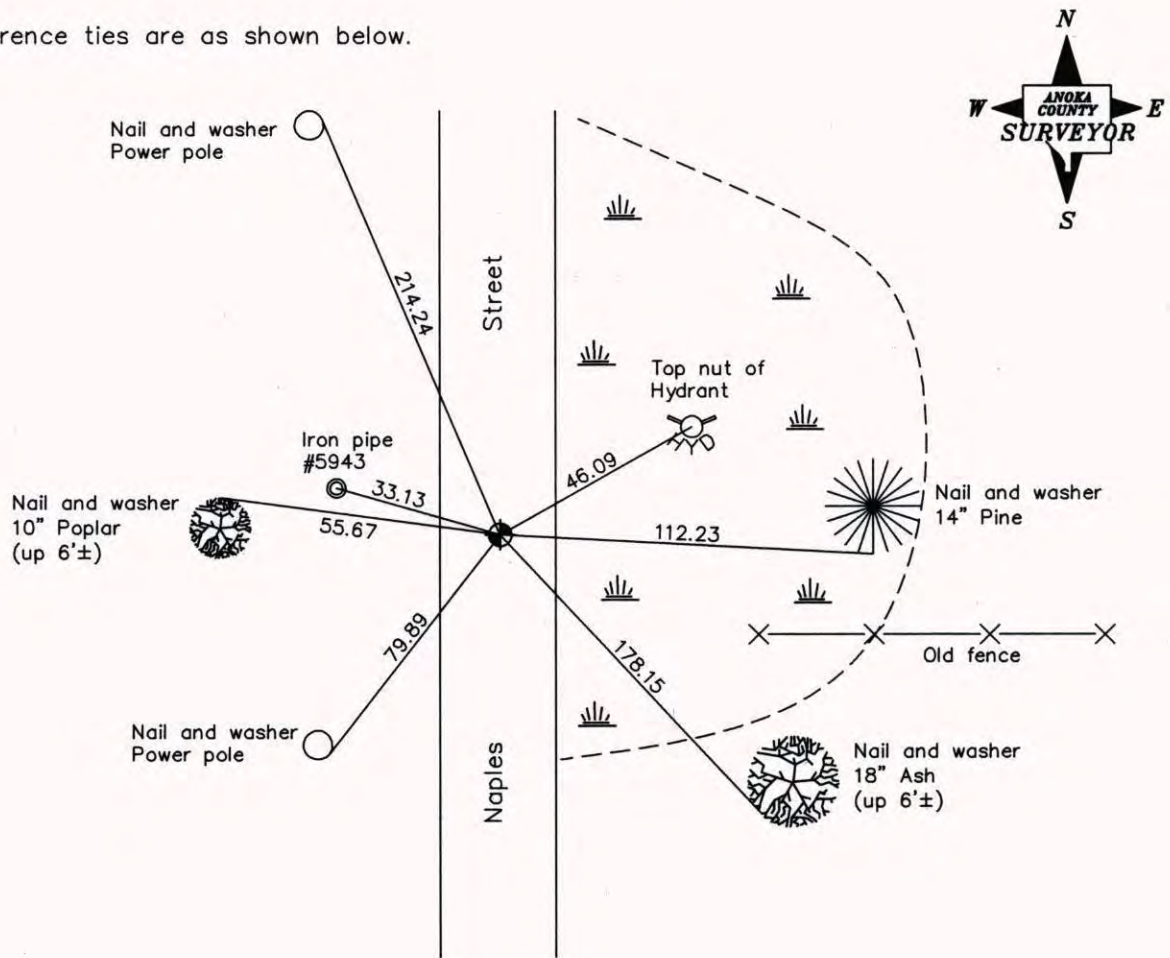 rence ties are as shown below.
N
W
ANOKA
COUNTY
SURVEYOR
E
S
Nail and washer
Power pole
214.24
Street
Top nut of
Hydrant
HYD
46.09
Iron pipe
#5943
33.13
Nail and washer
10" Poplar
(up 6'±)
55.67
Nail and washer
14" Pine
112.23
79.89
178.15
Old fence
Nail and washer
Power pole
Naples
Nail and washer
18" Ash
(up 6'±)